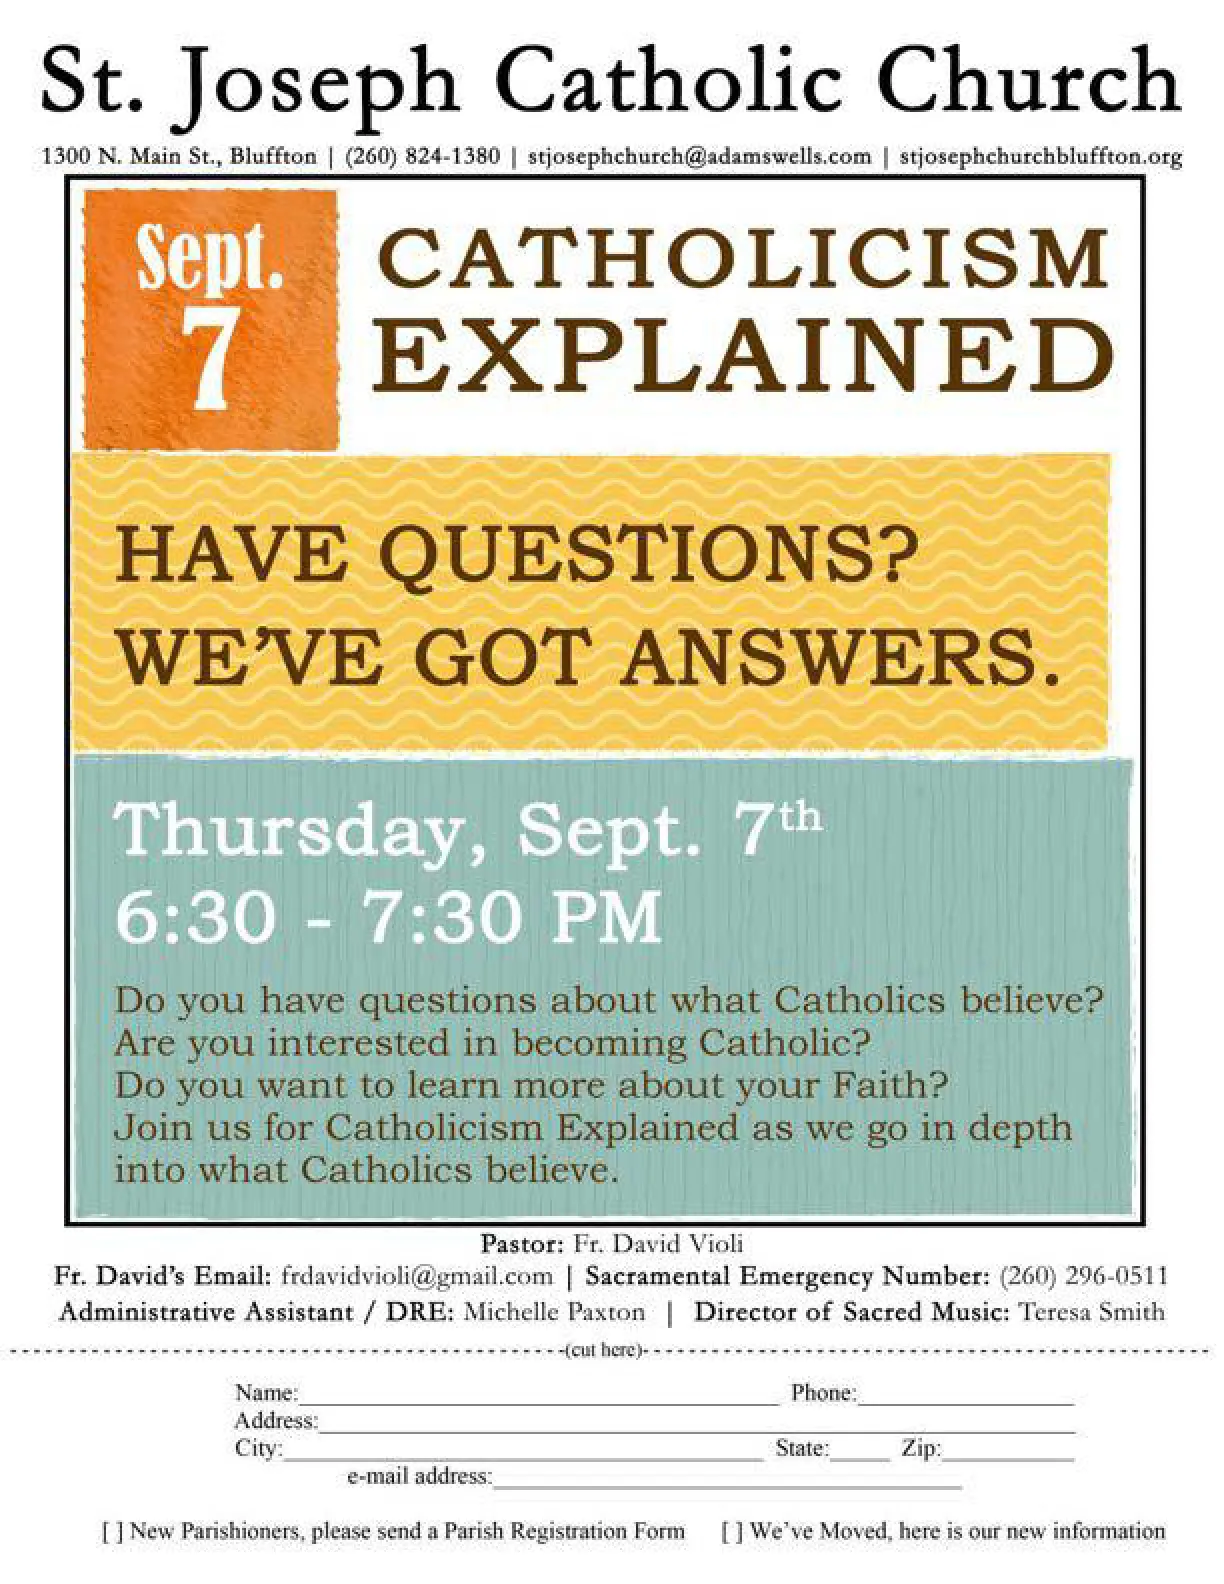 St. Joseph Catholic Church
1300 N. Main St., Bluffton | (260) 824-1380 | stjosephchurch@adamswells.com | stjosephchurchbluffton.org
Sept.
7
CATHOLICISM
EXPLAINED
HAVE QUESTIONS?
WE'VE GOT ANSWERS.
Thursday, Sept. 7th
6:30 - 7:30 PM
Do you have questions about what Catholics believe?
Are you interested in becoming Catholic?
Do you want to learn more about your Faith?
Join us for Catholicism Explained as we go in depth
into what Catholics believe.
Pastor: Fr. David Violi
Fr. David's Email: frdavidvioli@gmail.com | Sacramental Emergency Number: (260) 296-0511
Administrative Assistant / DRE: Michelle Paxton | Director of Sacred Music: Teresa Smith
(cut here)
Name: Phone:
Address:
City: State: Zip:
e-mail address:
[ ] New Parishioners, please send a Parish Registration Form [ ] We've Moved, here is our new information